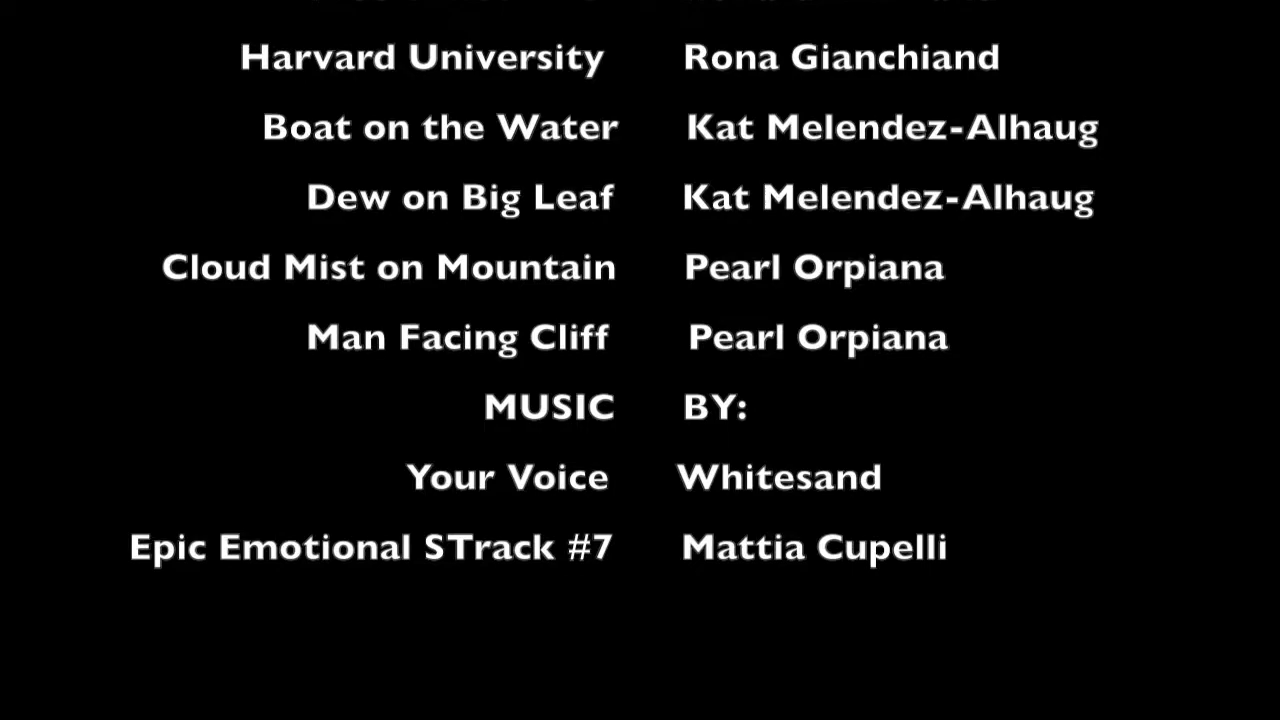 Harvard University Rona Gianchiand
Boat on the Water Kat Melendez-Alhaug
Dew on Big Leaf Kat Melendez-Alhaug
Cloud Mist on Mountain Pearl Orpiana
Man Facing Cliff Pearl Orpiana
MUSIC BY:
Your Voice Whitesand
Epic Emotional STrack #7 Mattia Cupelli